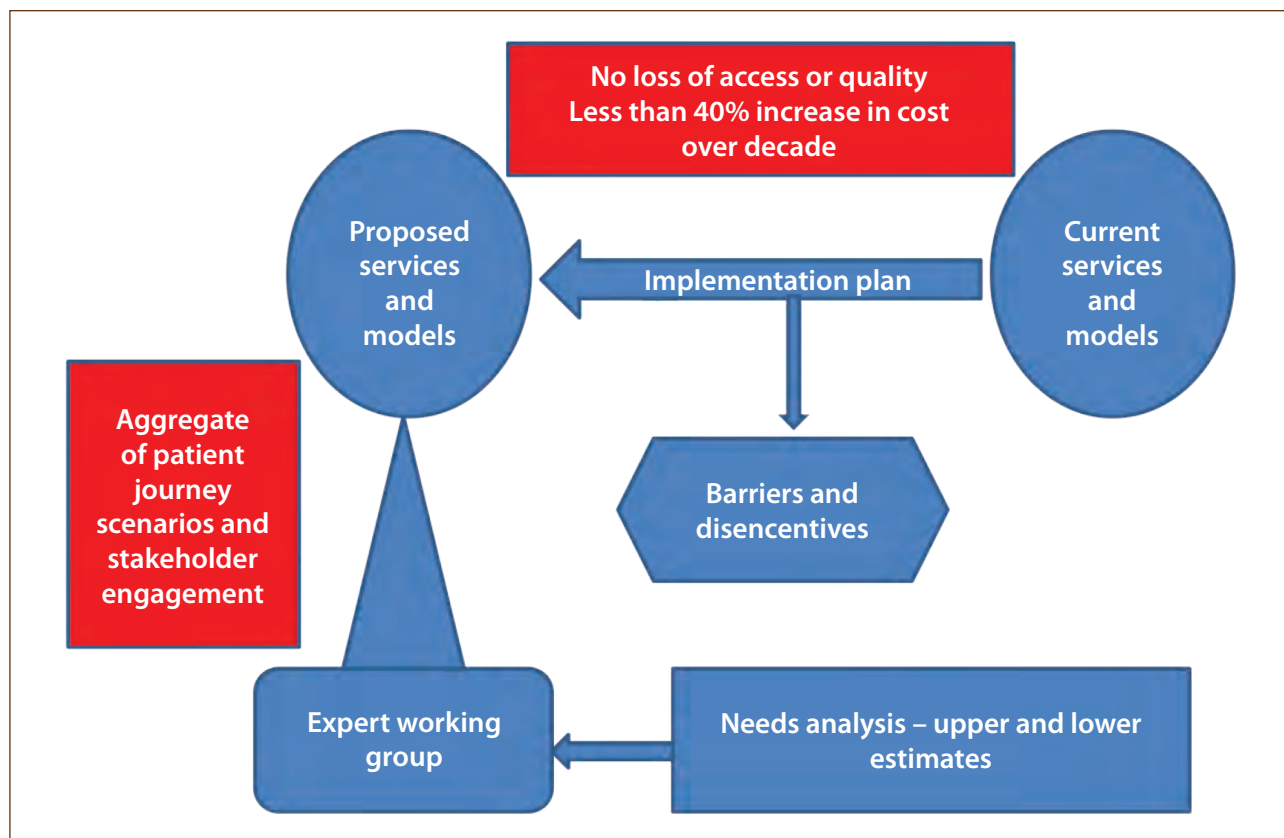 No loss of access or quality
Less than 40% increase in cost
over decade
Proposed
services
and
models
Implementation plan
Current
services
and
models
Aggregate
of patient
journey
scenarios and
stakeholder
engagement
Barriers and
disencentives
Expert working
group
Needs analysis – upper and lower
estimates